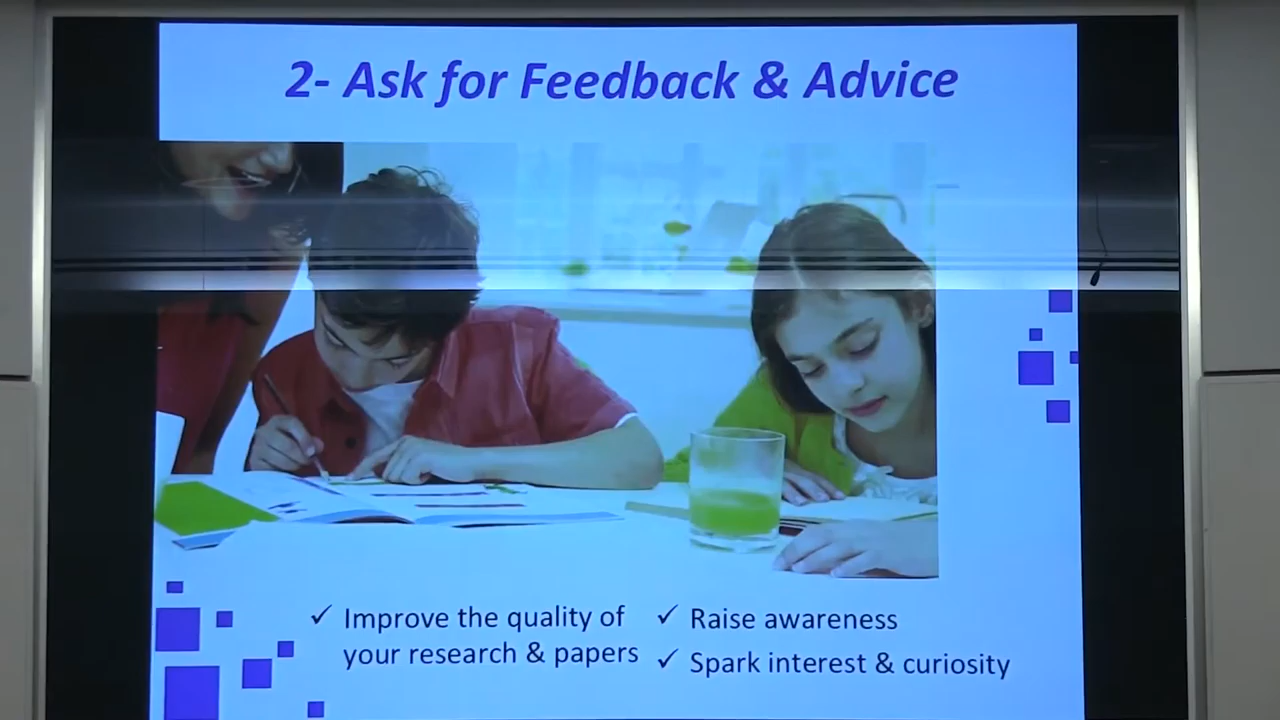 2- Ask for Feedback & Advice
✓ Improve the quality of
your research & papers
✓ Raise awareness
✓ Spark interest & curiosity